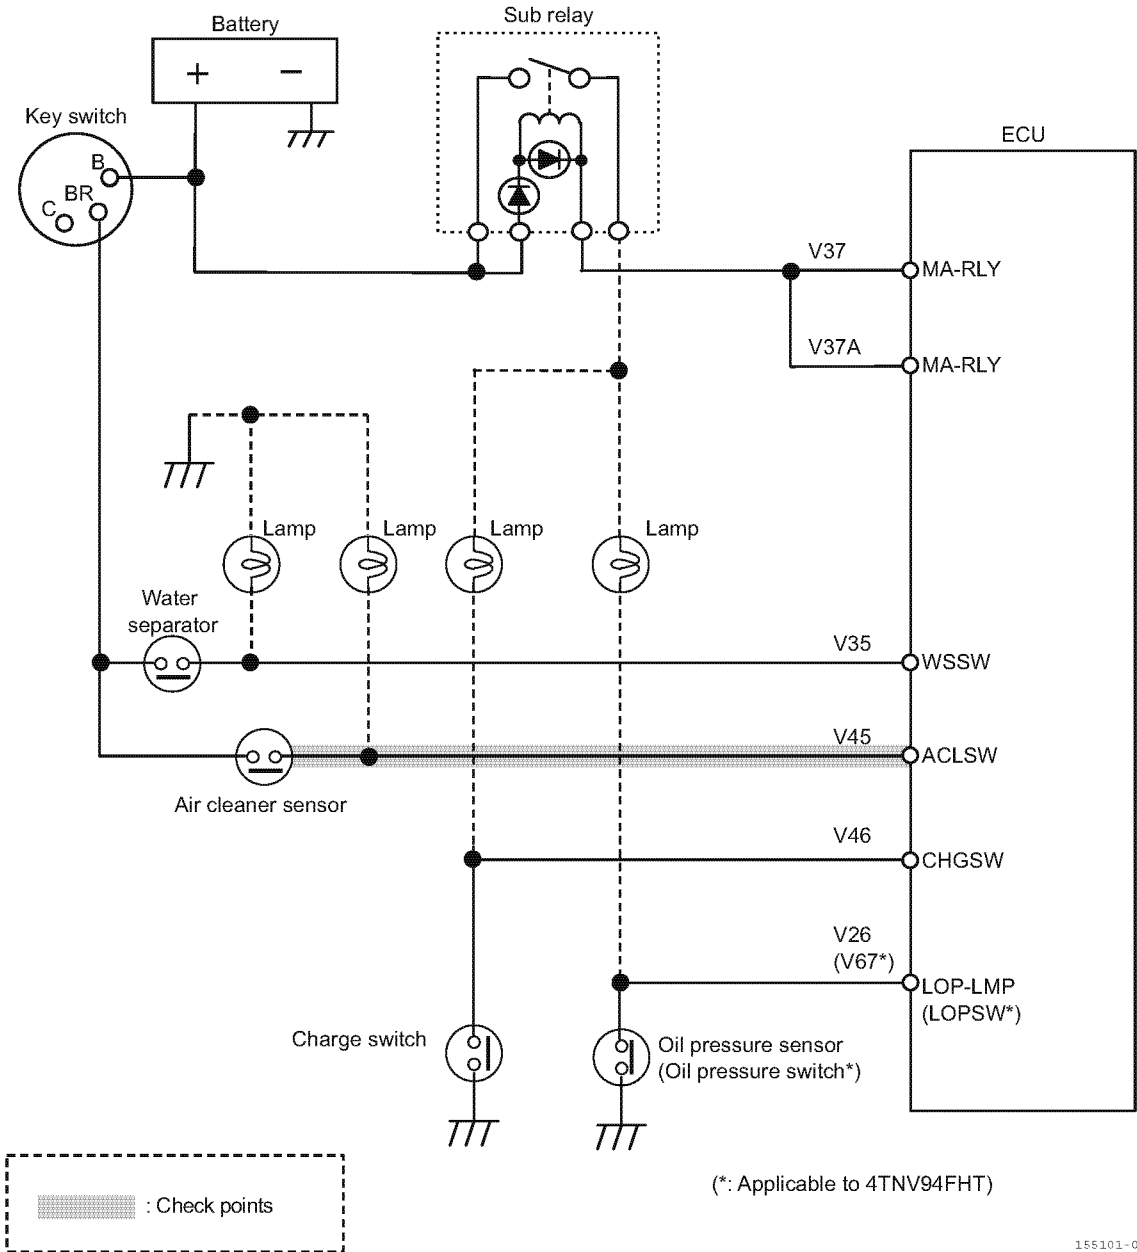 Sub relay
Battery
+ −
Key switch
B
BR
C
ECU
V37
MA-RLY
V37A
MA-RLY
Lamp
Lamp
Lamp
Lamp
Water
separator
V35
WSSW
V45
ACLSW
Air cleaner sensor
V46
CHGSW
V26
(V67*)
LOP-LMP
(LOPSW*)
Charge switch
Oil pressure sensor
(Oil pressure switch*)
(*: Applicable to 4TNV94FHT)
: Check points
155101-0